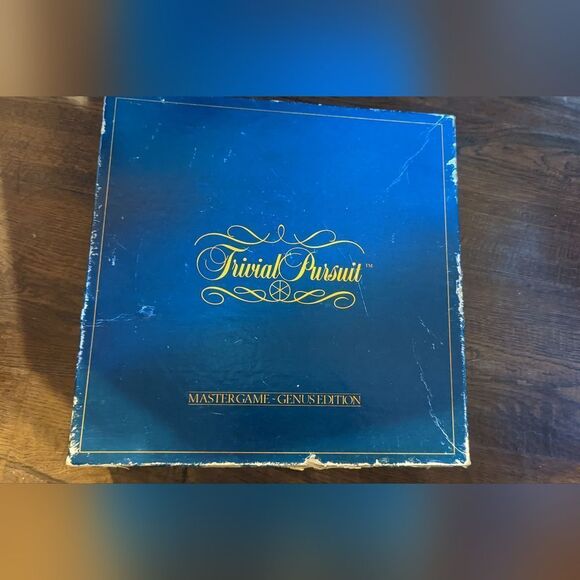 Trivial Pursuit™
MASTER GAME - GENUS EDITION